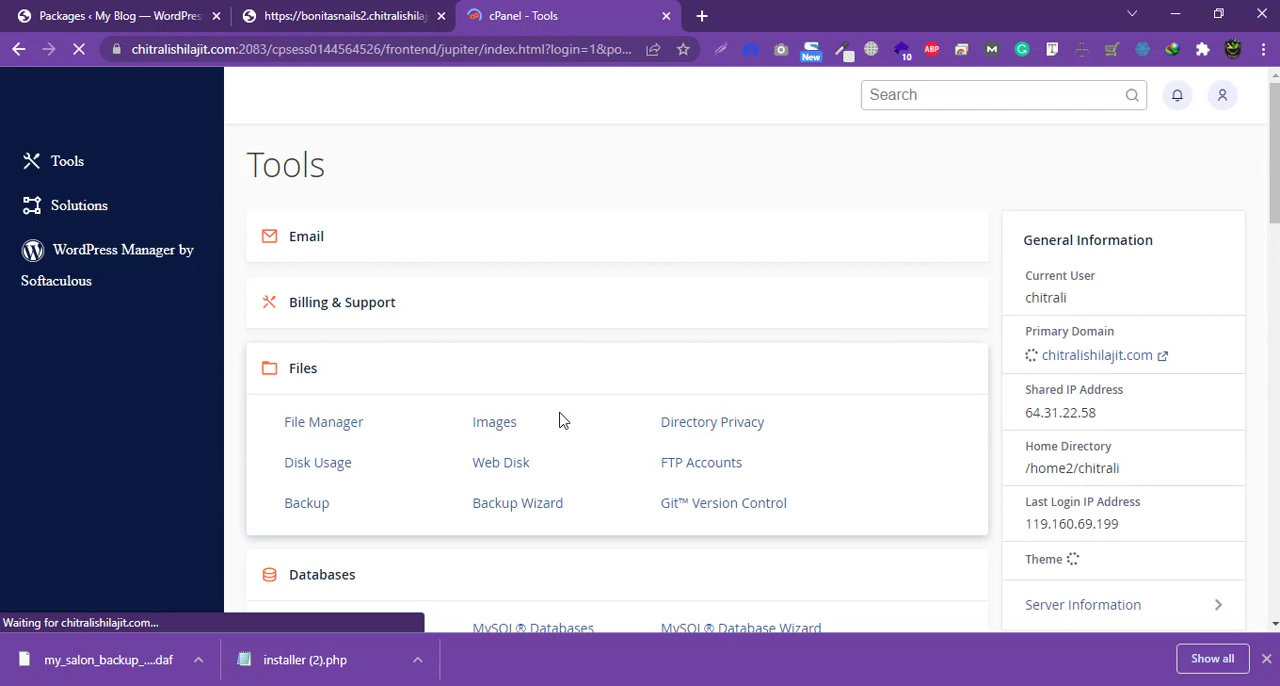 Packages ‹ My Blog — WordPress
https://bonitasnails2.chitralishilaj
cPanel - Tools
chitralishilajit.com:2083/cpsess0144564526/frontend/jupiter/index.html?login=1&po...
New
10
ABP
Search
Tools
Solutions
WordPress Manager by
Softaculous
Tools
Email
Billing & Support
Files
File Manager
Images
Directory Privacy
Disk Usage
Web Disk
FTP Accounts
Backup
Backup Wizard
Git™ Version Control
Databases
MySQL® Databases
MySQL® Database Wizard
General Information
Current User
chitrali
Primary Domain
chitralishilajit.com
Shared IP Address
64.31.22.58
Home Directory
/home2/chitrali
Last Login IP Address
119.160.69.199
Theme
Server Information
Waiting for chitralishilajit.com...
my_salon_backup_....daf
installer (2).php
Show all